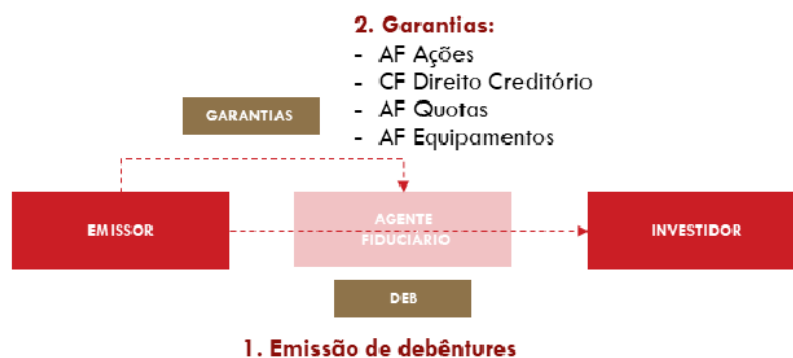 2. Garantias:
- AF Ações
- CF Direito Creditório
- AF Quotas
- AF Equipamentos
GARANTIAS
EMISSOR
AGENTE
FIDUCIÁRIO
INVESTIDOR
DEB
1. Emissão de debêntures